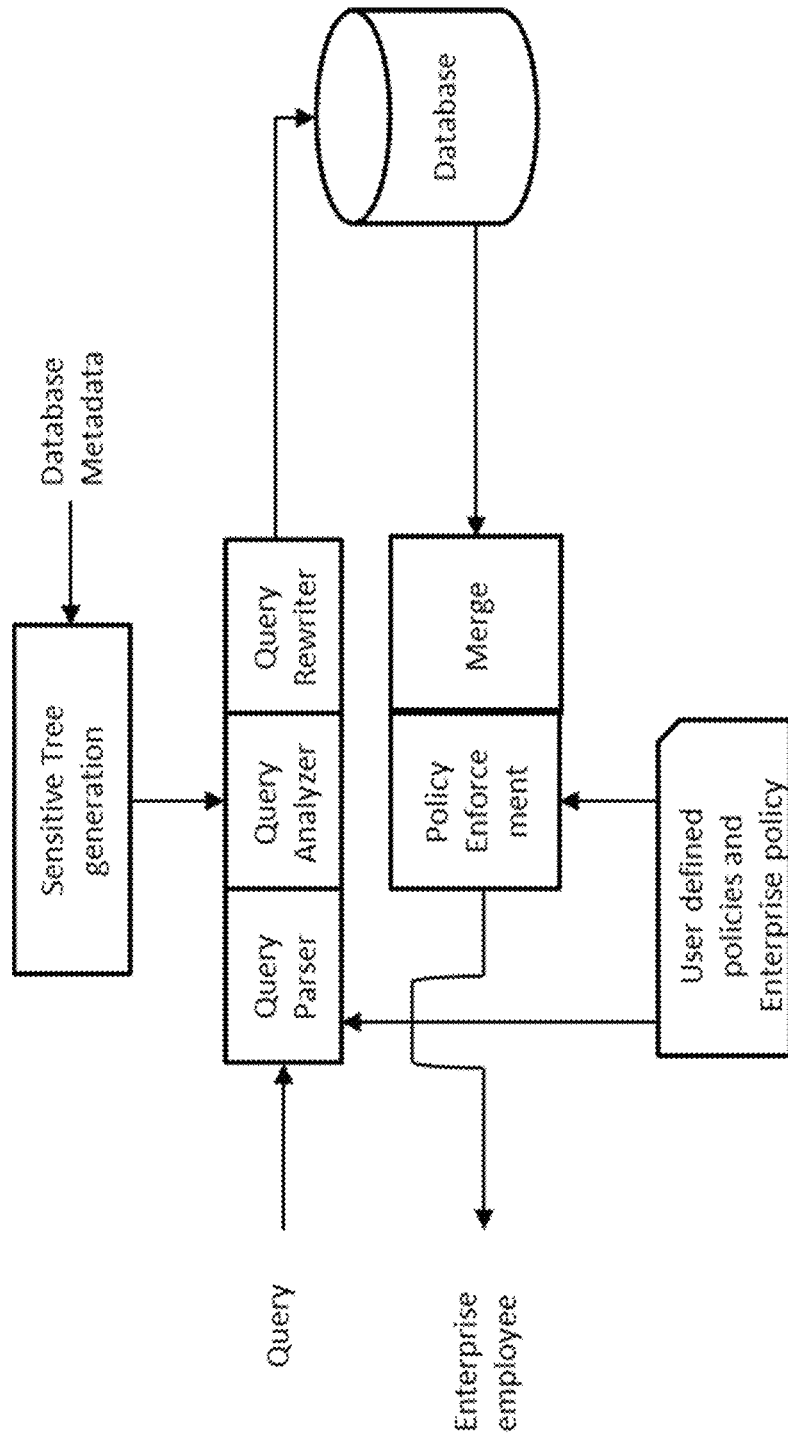 Database
Metadata
Sensitive Tree
generation
Query
Query
Parser
Query
Analyzer
Query
Rewriter
Database
Enterprise
employee
Policy
Enforce
ment
Merge
User defined
policies and
Enterprise policy